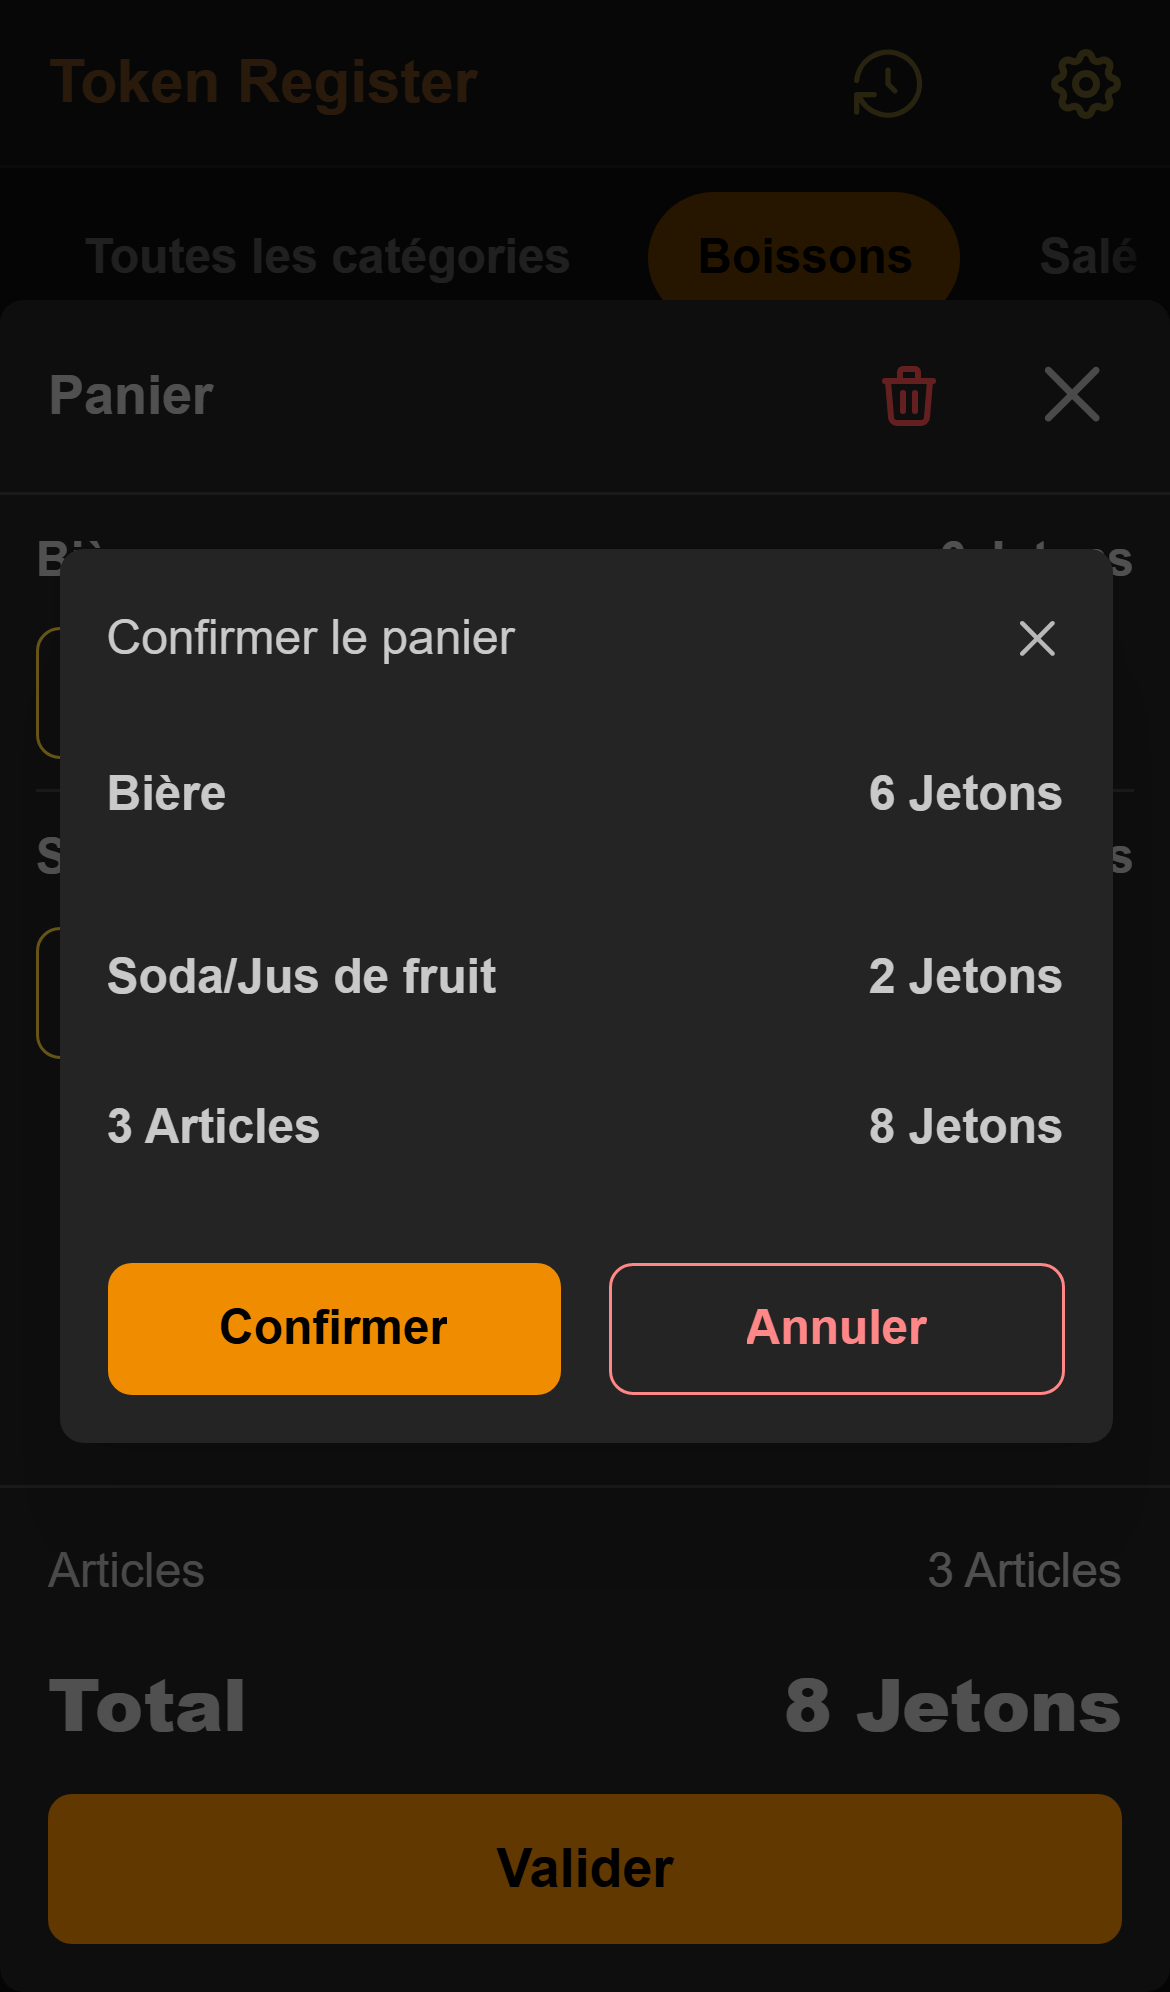 Token Register
Toutes les catégories Boissons Salé
Panier
Confirmer le panier
Bière 6 Jetons
Soda/Jus de fruit 2 Jetons
3 Articles 8 Jetons
Confirmer Annuler
Articles 3 Articles
Total 8 Jetons
Valider